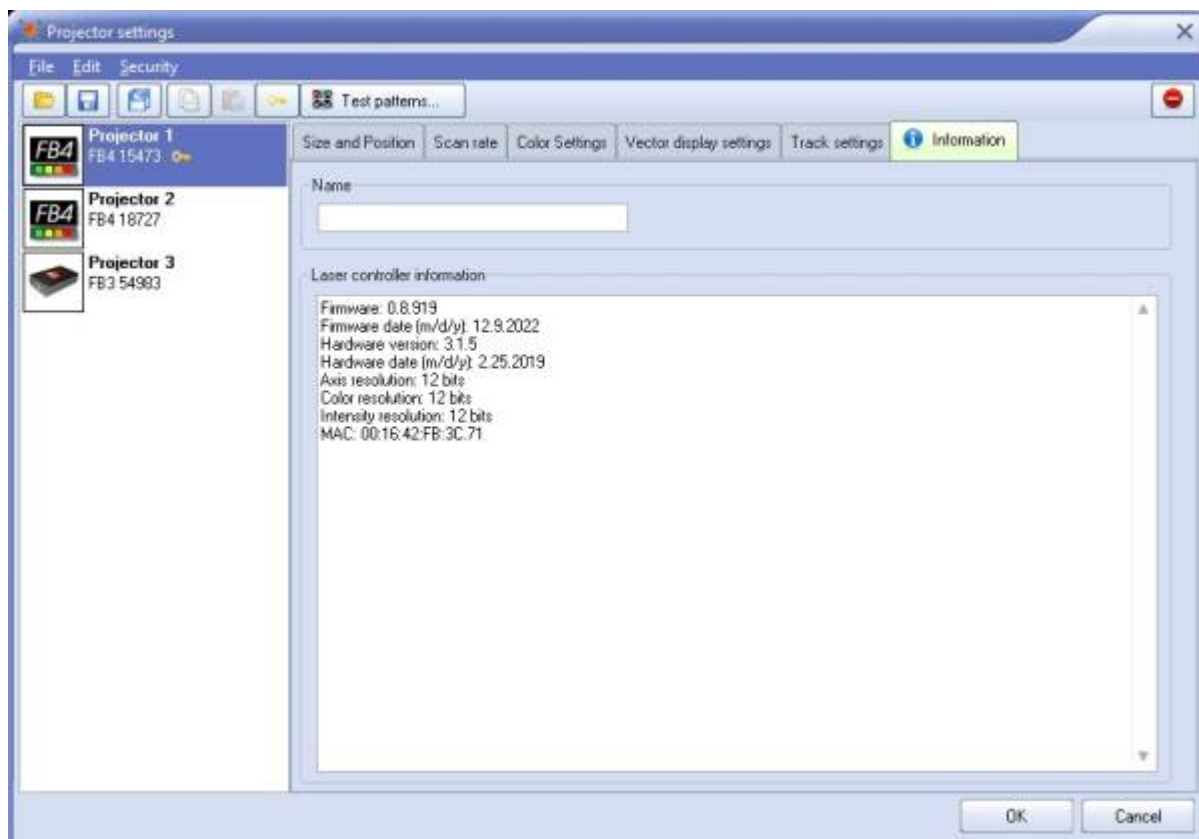 Projector settings
File Edit Security
Test patterns...
Projector 1
FB4 15473
FB4
Projector 2
FB4 18727
FB4
Projector 3
FB3 54983
Size and Position Scan rate Color Settings Vector display settings Track settings Information
Name
Laser controller information
Firmware: 0.8.919
Firmware date (m/d/y): 12.9.2022
Hardware version: 3.1.5
Hardware date (m/d/y): 2.25.2019
Axis resolution: 12 bits
Color resolution: 12 bits
Intensity resolution: 12 bits
MAC: 00:16:42:FB:3C:71
OK Cancel